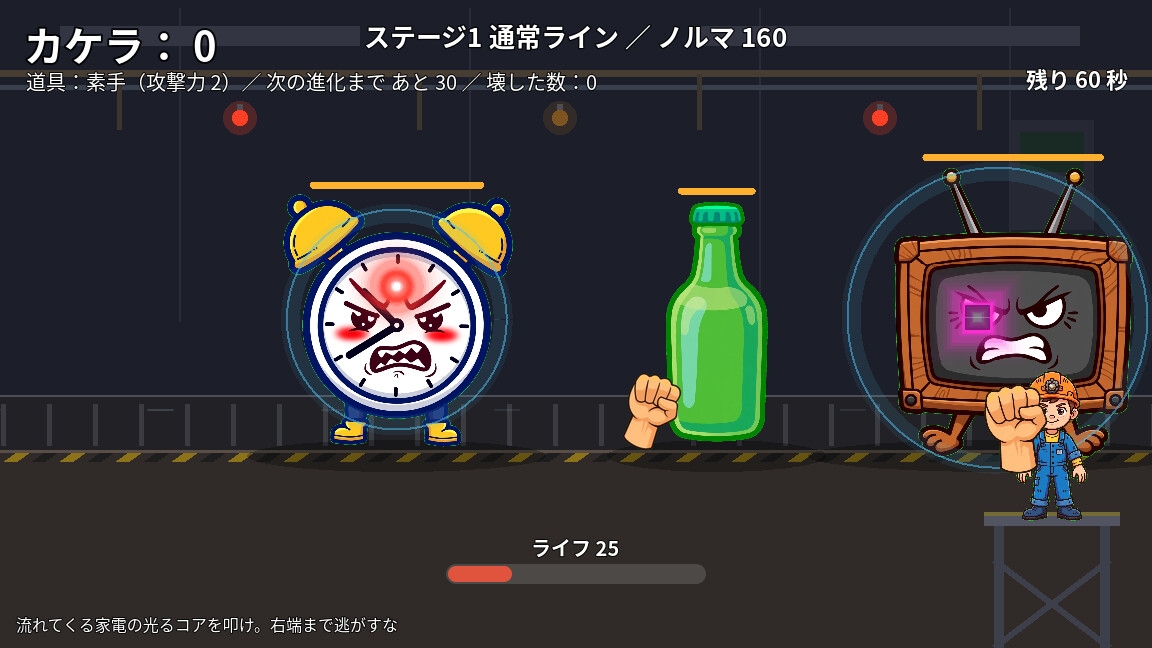 カケラ： 0
ステージ1 通常ライン ／ ノルマ 160
道具：素手（攻撃力 2）／ 次の進化まで あと 30 ／ 壊した数：0
残り 60 秒
ライフ 25
流れてくる家電の光るコアを叩け。右端まで逃がすな